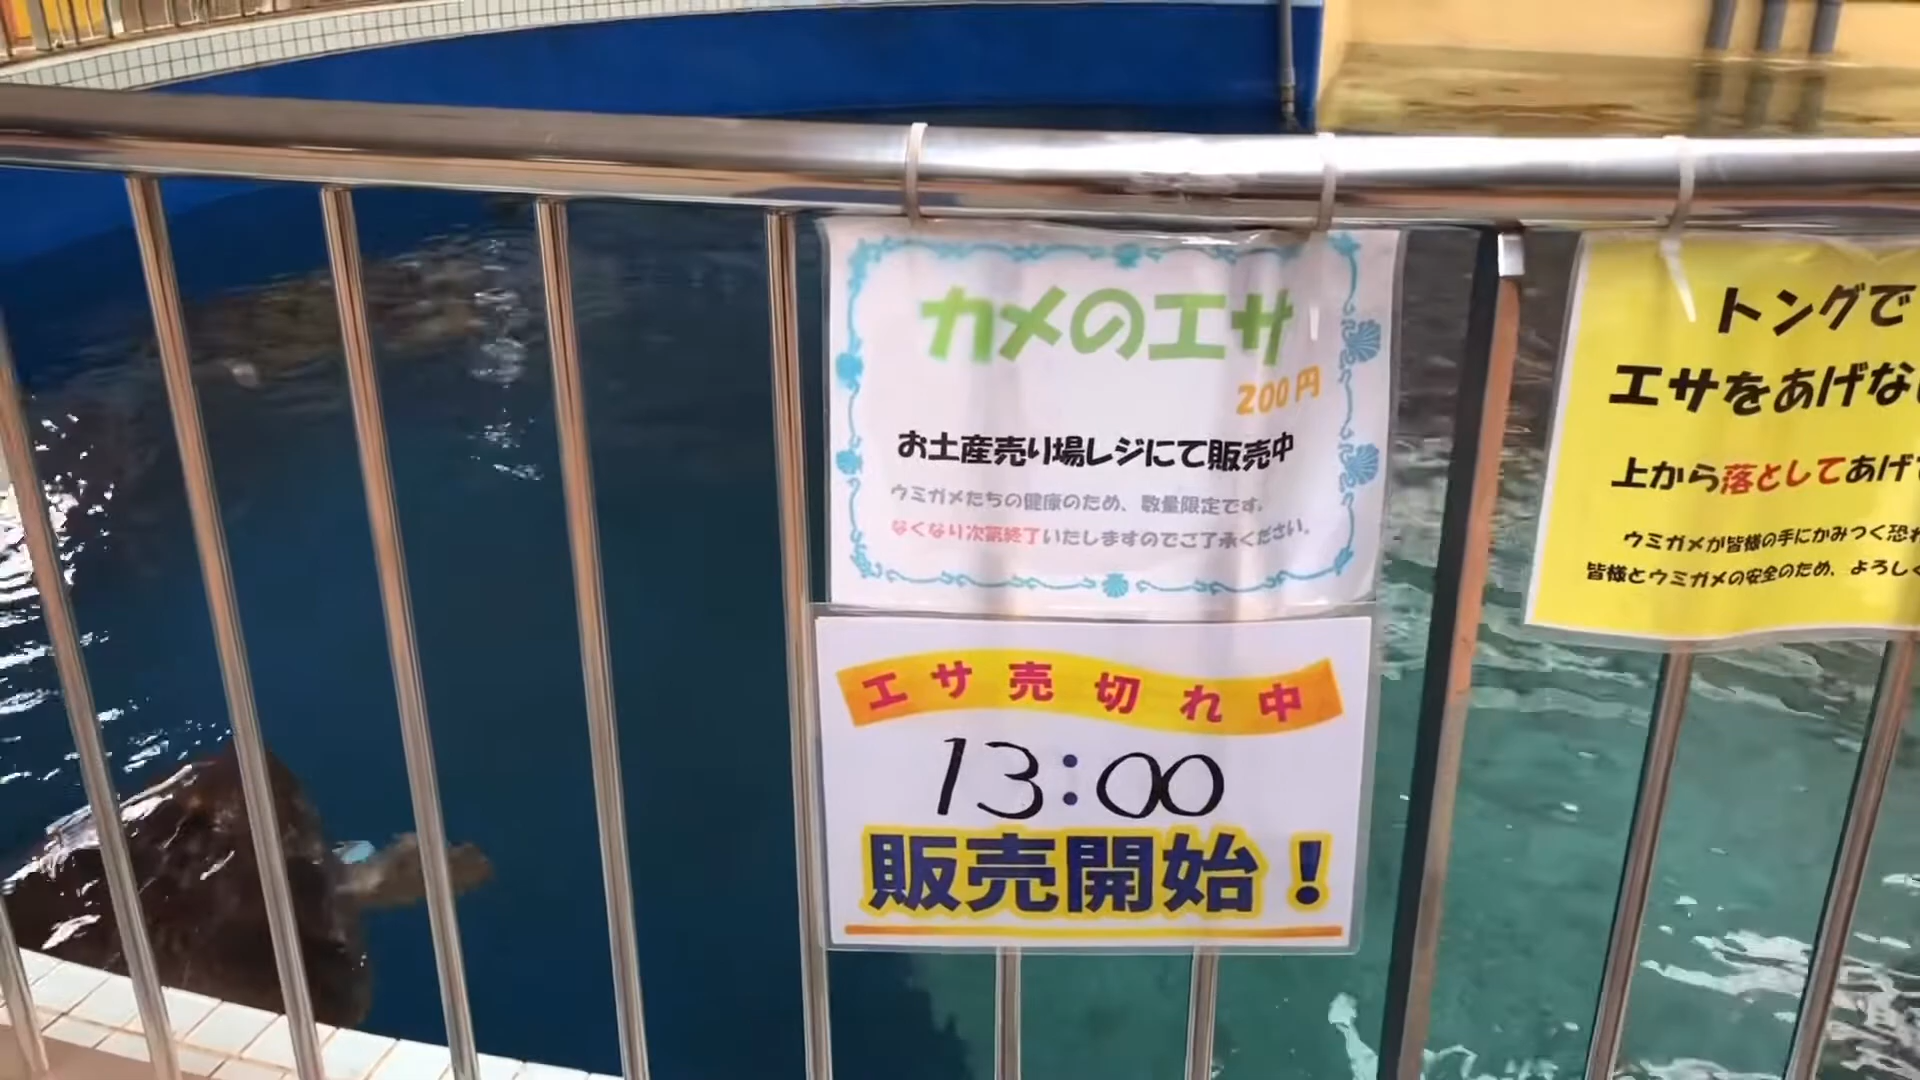 カメのエサ
200円
お土産売り場レジにて販売中
ウミガメたちの健康のため、数量限定です。
なくなり次第終了いたしますのでご了承ください。
エサ売切れ中
13:00
販売開始！
トングで
エサをあげな
上から落としてあげ
ウミガメが皆様の手にかみつく恐
皆様とウミガメの安全のため、よろし